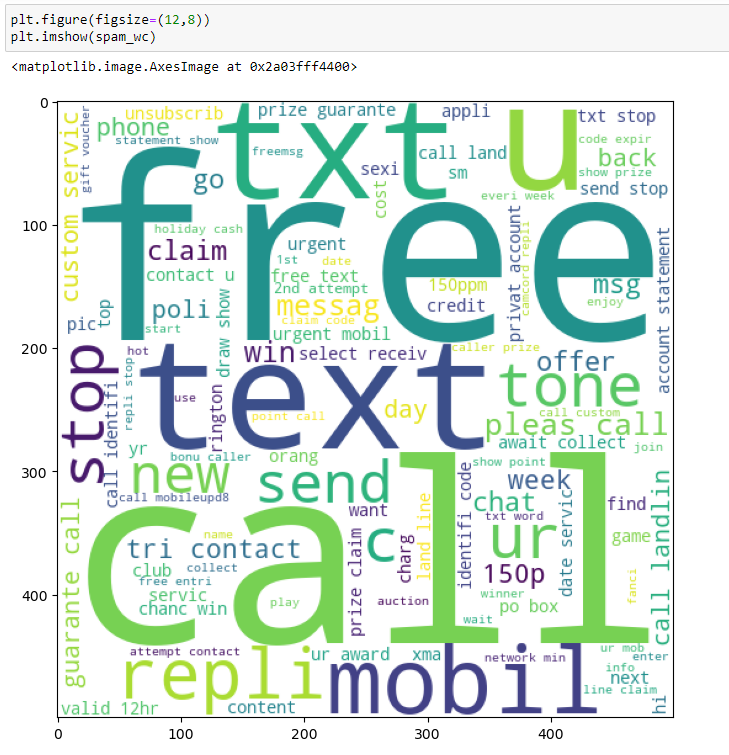 plt.figure(figsize=(12,8))
plt.imshow(spam_wc)
<matplotlib.image.AxesImage at 0x2a03fff4400>
0
100
200
300
400
0
100
200
300
400
custom servic
gift voucher
unsubscrib
phone
statement show
prize guarante
txt
u
appli
txt stop
code expir
back
show prize
send stop
freemsg
sexi
call land
sm
cost
everi week
go
free
holiday cash
claim
contact u
urgent
1st
date
free text
2nd attempt
150ppm
messag
claim code
credit
urgent mobil
privat account
camcord repli
msg
enjoy
account statement
poli
top
pic
start
draw show
win
select receiv
caller prize
offer
stop
hot
repli stop
call identifi
text
use
rington
point call
day
tone
call custom
pleas call
await collect
join
yr
bonu caller
orang
new
call mobileupd8
send
show point
week
chat
txt word
identifi code
date servic
find
game
want
c
charg
land line
ur
150p
winner
po box
wait
fanci
call landlin
guarante call
call
name
tri contact
club
collect
free entri
servic
chanc win
play
prize claim
auction
attempt contact
ur award
xma
network min
ur mob
enter
info
next
line claim
hi
repli
mobil
valid 12hr
content